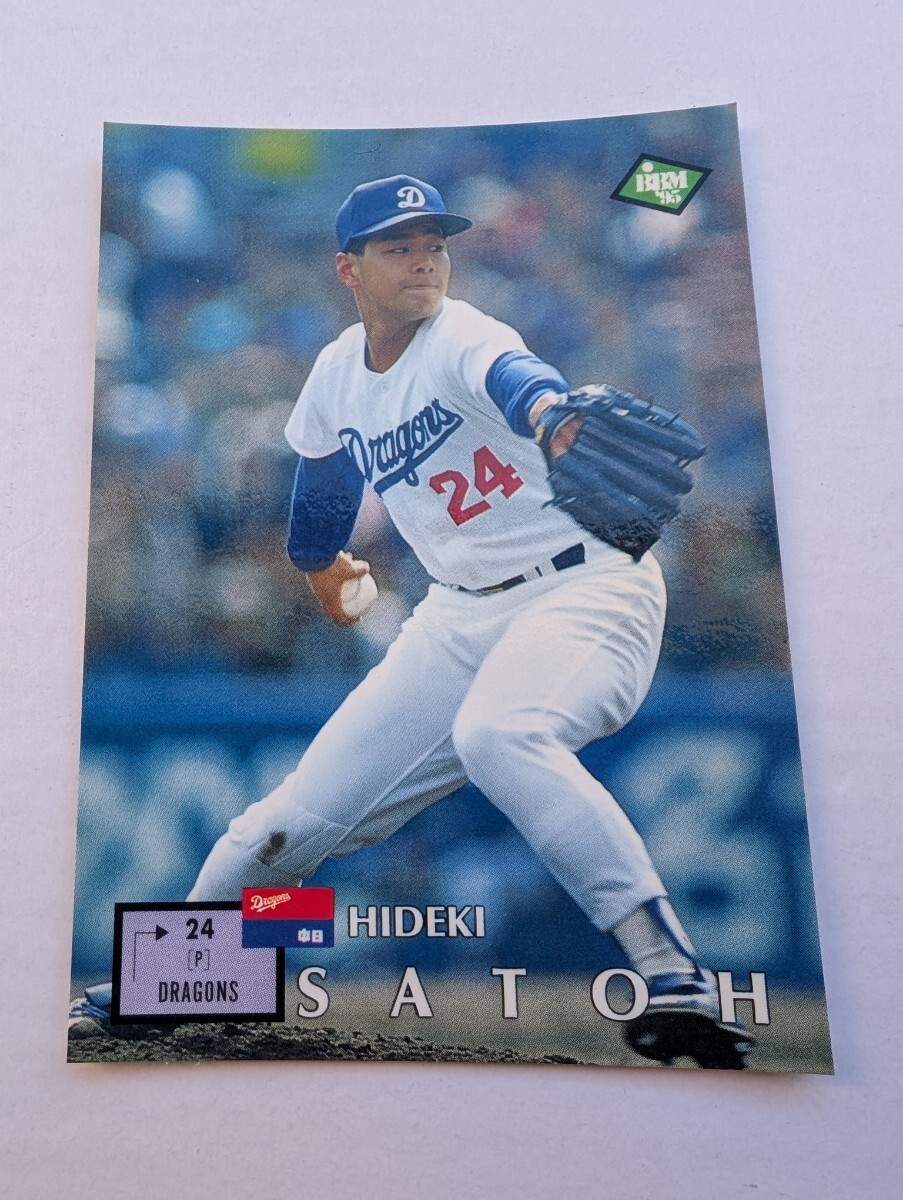 BBM
'95
D
Dragons
24
24
[P]
DRAGONS
Dragons
中日
HIDEKI
SATOH